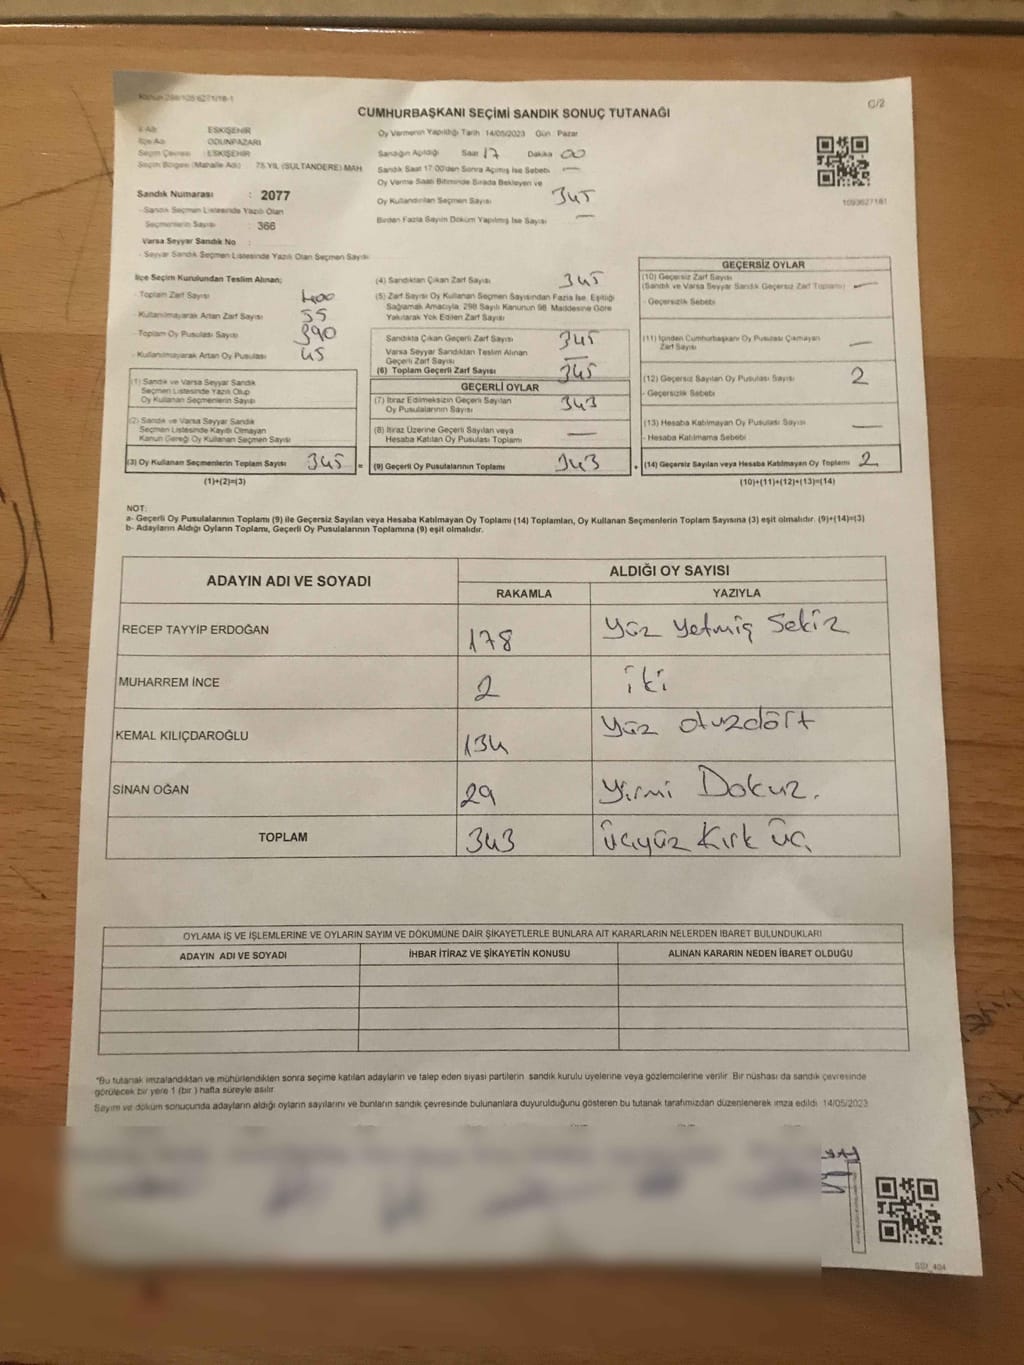 Kanun 298/105 6271/18-1
C/2
CUMHURBAŞKANI SEÇİMİ SANDIK SONUÇ TUTANAĞI
İl Adı : ESKİŞEHİR
İlçe Adı : ODUNPAZARI
Seçim Çevresi : ESKİŞEHİR
Seçim Bölgesi (Mahalle Adı) : 75.YIL (SULTANDERE) MAH.
Sandık Numarası : 2077
- Sandık Seçmen Listesinde Yazılı Olan
Seçmenlerin Sayısı : 366
Varsa Seyyar Sandık No :
- Seyyar Sandık Seçmen Listesinde Yazılı Olan Seçmen Sayısı
Oy Vermenin Yapıldığı Tarih 14/05/2023 Gün : Pazar
Sandığın Açıldığı Saat 17 Dakika 00
Sandık Saat 17:00'den Sonra Açılmış İse Sebebi —
Oy Verme Saati Bitiminde Sırada Bekleyen ve
Oy Kullandırılan Seçmen Sayısı 345
Birden Fazla Sayım Döküm Yapılmış İse Sayısı —
1093627181
İlçe Seçim Kurulundan Teslim Alınan;
- Toplam Zarf Sayısı 400
- Kullanılmayarak Artan Zarf Sayısı 55
- Toplam Oy Pusulası Sayısı 390
- Kullanılmayarak Artan Oy Pusulası 45
(1) Sandık ve Varsa Seyyar Sandık
Seçmen Listesinde Yazılı Olup
Oy Kullanan Seçmenlerin Sayısı
(2) Sandık ve Varsa Seyyar Sandık
Seçmen Listesinde Kayıtlı Olmayan
Kanun Gereği Oy Kullanan Seçmen Sayısı
(3) Oy Kullanan Seçmenlerin Toplam Sayısı 345 =
(1)+(2)=(3)
(4) Sandıktan Çıkan Zarf Sayısı 345
(5) Zarf Sayısı Oy Kullanan Seçmen Sayısından Fazla İse, Eşitliği
Sağlamak Amacıyla, 298 Sayılı Kanunun 98. Maddesine Göre
Yakılarak Yok Edilen Zarf Sayısı
Sandıkta Çıkan Geçerli Zarf Sayısı 345
Varsa Seyyar Sandıktan Teslim Alınan
Geçerli Zarf Sayısı —
(6) Toplam Geçerli Zarf Sayısı 345
GEÇERLİ OYLAR
(7) İtiraz Edilmeksizin Geçerli Sayılan
Oy Pusulalarının Sayısı 343
(8) İtiraz Üzerine Geçerli Sayılan veya
Hesaba Katılan Oy Pusulası Toplamı —
(9) Geçerli Oy Pusulalarının Toplamı 343 +
GEÇERSİZ OYLAR
(10) Geçersiz Zarf Sayısı
(Sandık ve Varsa Seyyar Sandık Geçersiz Zarf Toplamı) —
- Geçersizlik Sebebi
(11) İçinden Cumhurbaşkanı Oy Pusulası Çıkmayan
Zarf Sayısı —
(12) Geçersiz Sayılan Oy Pusulası Sayısı 2
- Geçersizlik Sebebi
(13) Hesaba Katılmayan Oy Pusulası Sayısı —
- Hesaba Katılmama Sebebi
(14) Geçersiz Sayılan veya Hesaba Katılmayan Oy Toplamı 2
(10)+(11)+(12)+(13)=(14)
NOT:
a- Geçerli Oy Pusulalarının Toplamı (9) ile Geçersiz Sayılan veya Hesaba Katılmayan Oy Toplamı (14) Toplamları, Oy Kullanan Seçmenlerin Toplam Sayısına (3) eşit olmalıdır. (9)+(14)=(3)
b- Adayların Aldığı Oyların Toplamı, Geçerli Oy Pusulalarının Toplamına (9) eşit olmalıdır.
ADAYIN ADI VE SOYADI ALDIĞI OY SAYISI
RAKAMLA YAZIYLA
RECEP TAYYİP ERDOĞAN 178 Yüz Yetmiş Sekiz
MUHARREM İNCE 2 iki
KEMAL KILIÇDAROĞLU 134 Yüz otuzdört
SİNAN OĞAN 29 Yirmi Dokuz.
TOPLAM 343 üçyüz Kırk üç
OYLAMA İŞ VE İŞLEMLERİNE VE OYLARIN SAYIM VE DÖKÜMÜNE DAİR ŞİKAYETLERLE BUNLARA AİT KARARLARIN NELERDEN İBARET BULUNDUKLARI
ADAYIN ADI VE SOYADI İHBAR İTİRAZ VE ŞİKAYETİN KONUSU ALINAN KARARIN NEDEN İBARET OLDUĞU
*Bu tutanak imzalandıktan ve mühürlendikten sonra seçime katılan adayların ve talep eden siyasi partilerin sandık kurulu üyelerine veya gözlemcilerine verilir. Bir nüshası da sandık çevresinde
görülecek bir yere 1 (bir ) hafta süreyle asılır.
Sayım ve döküm sonucunda adayların aldığı oyların sayılarını ve bunların sandık çevresinde bulunanlara duyurulduğunu gösteren bu tutanak tarafımızdan düzenlenerek imza edildi. 14/05/2023